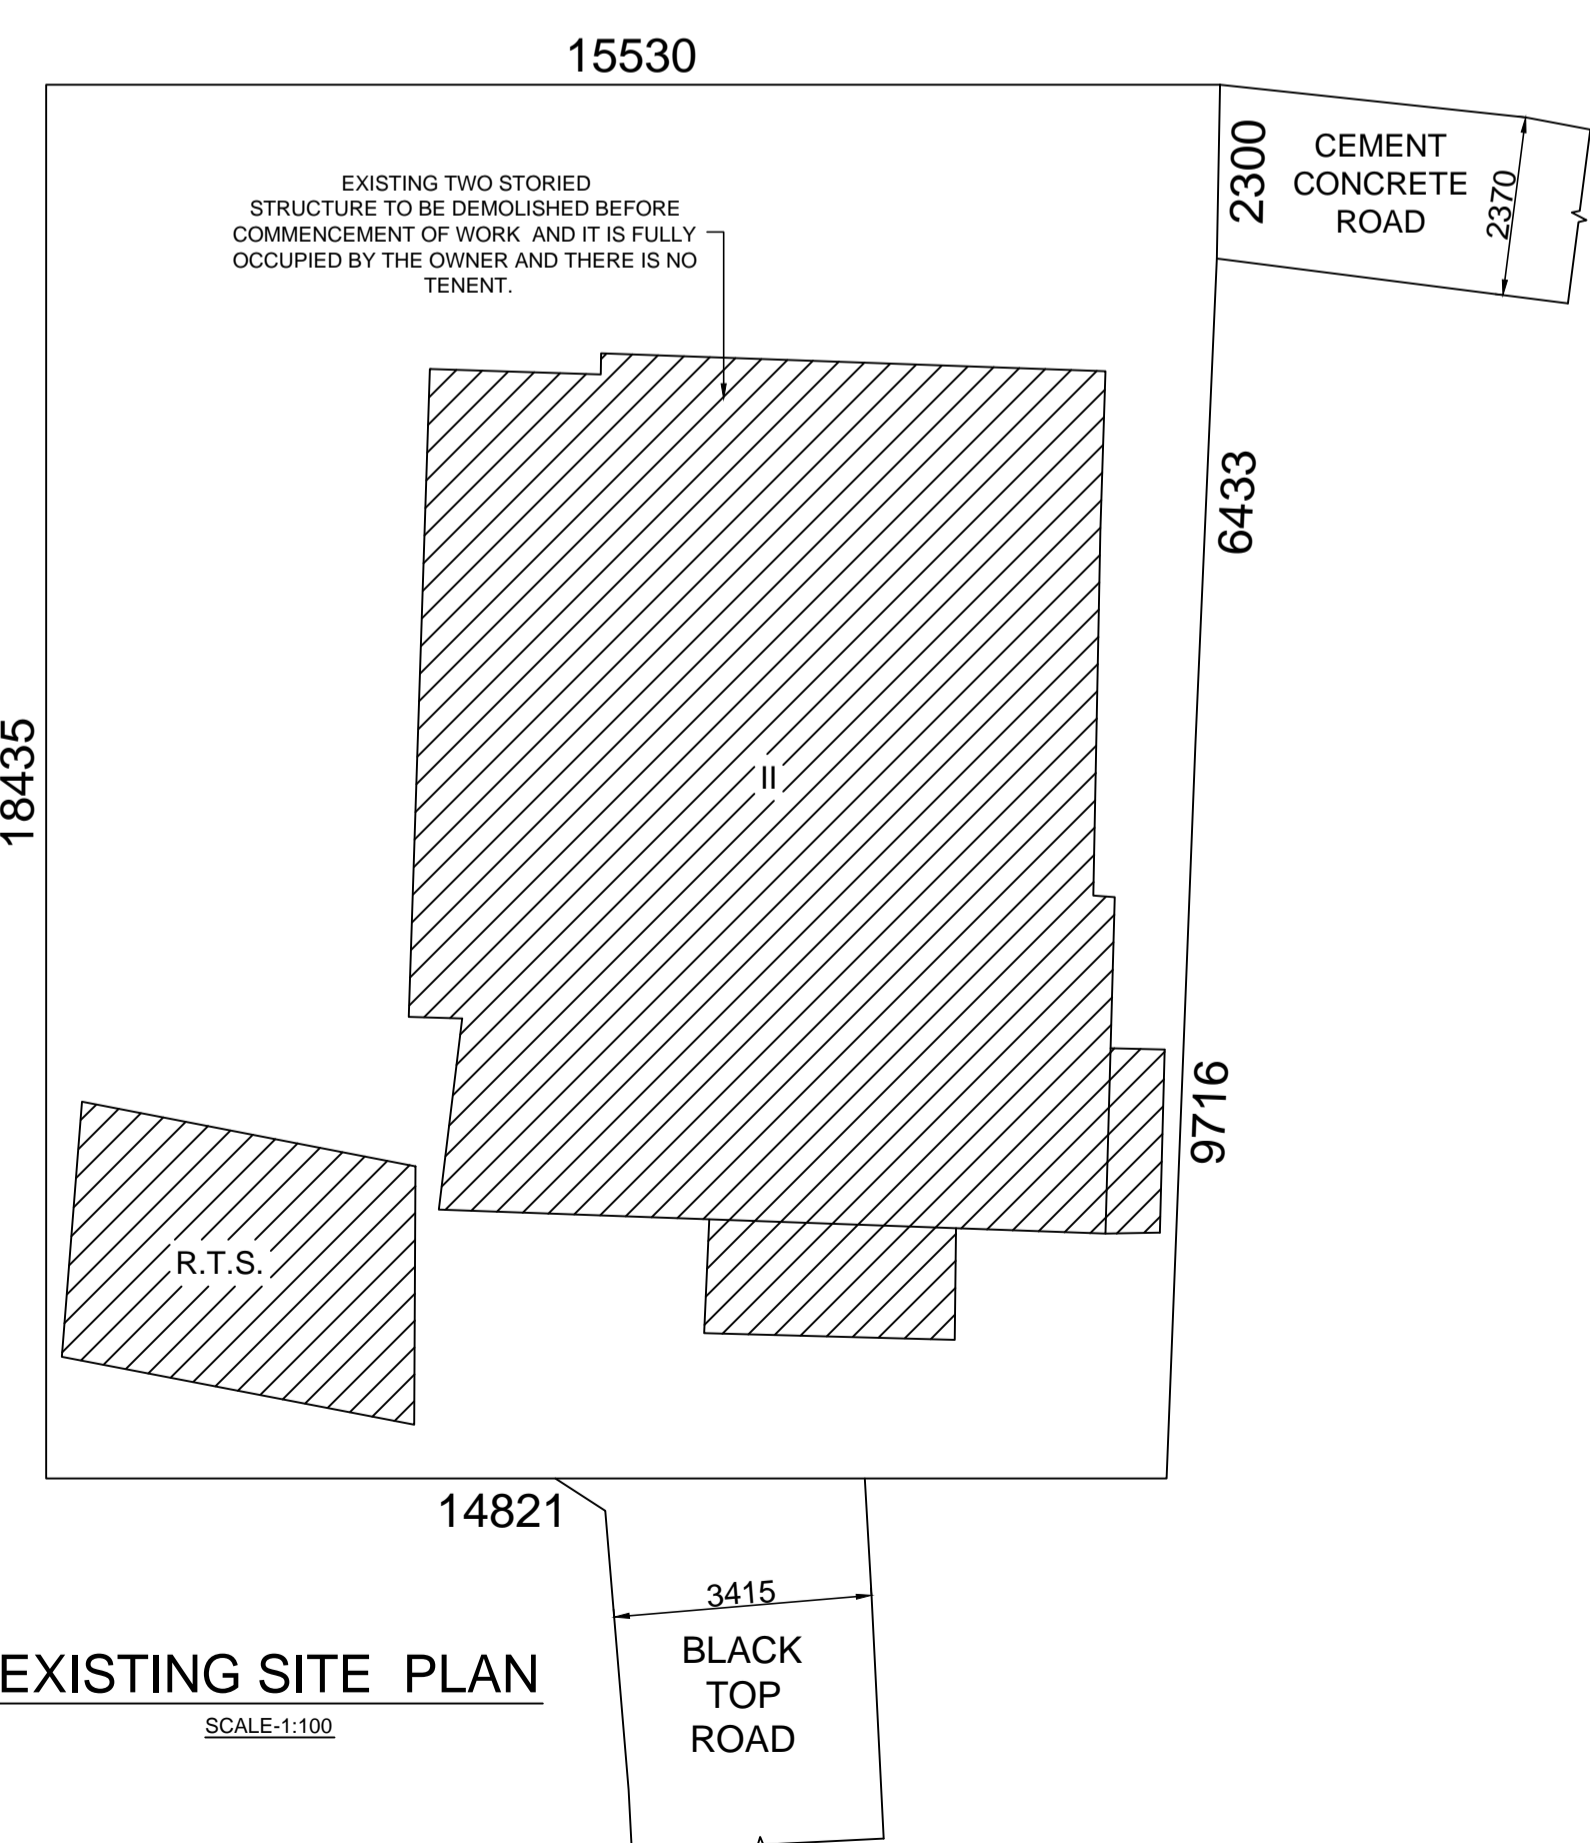 15530
EXISTING TWO STORIED
STRUCTURE TO BE DEMOLISHED BEFORE
COMMENCEMENT OF WORK AND IT IS FULLY
OCCUPIED BY THE OWNER AND THERE IS NO
TENENT.
2300
CEMENT
CONCRETE
ROAD
2370
6433
18435
II
9716
R.T.S.
14821
3415
BLACK
TOP
ROAD
EXISTING SITE PLAN
SCALE-1:100